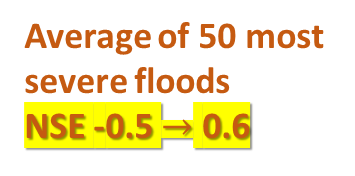 Average of 50 most
severe floods
NSE -0.5 → 0.6